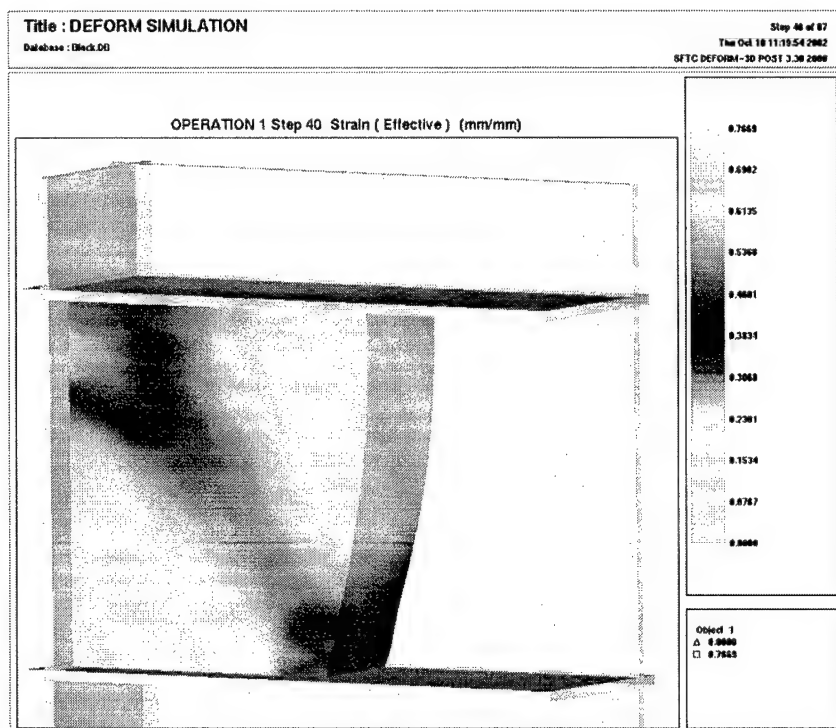 Title : DEFORM SIMULATION
Database : Block.DB
Step 40 of 87
Thu Oct 10 11:19:54 2002
SFTC DEFORM-3D POST 3.30 2000
OPERATION 1 Step 40 Strain ( Effective ) (mm/mm)
0.7669
0.6902
0.6135
0.5368
0.4601
0.3834
0.3068
0.2301
0.1534
0.0767
0.0000
Object 1
△ 0.0000
□ 0.7669